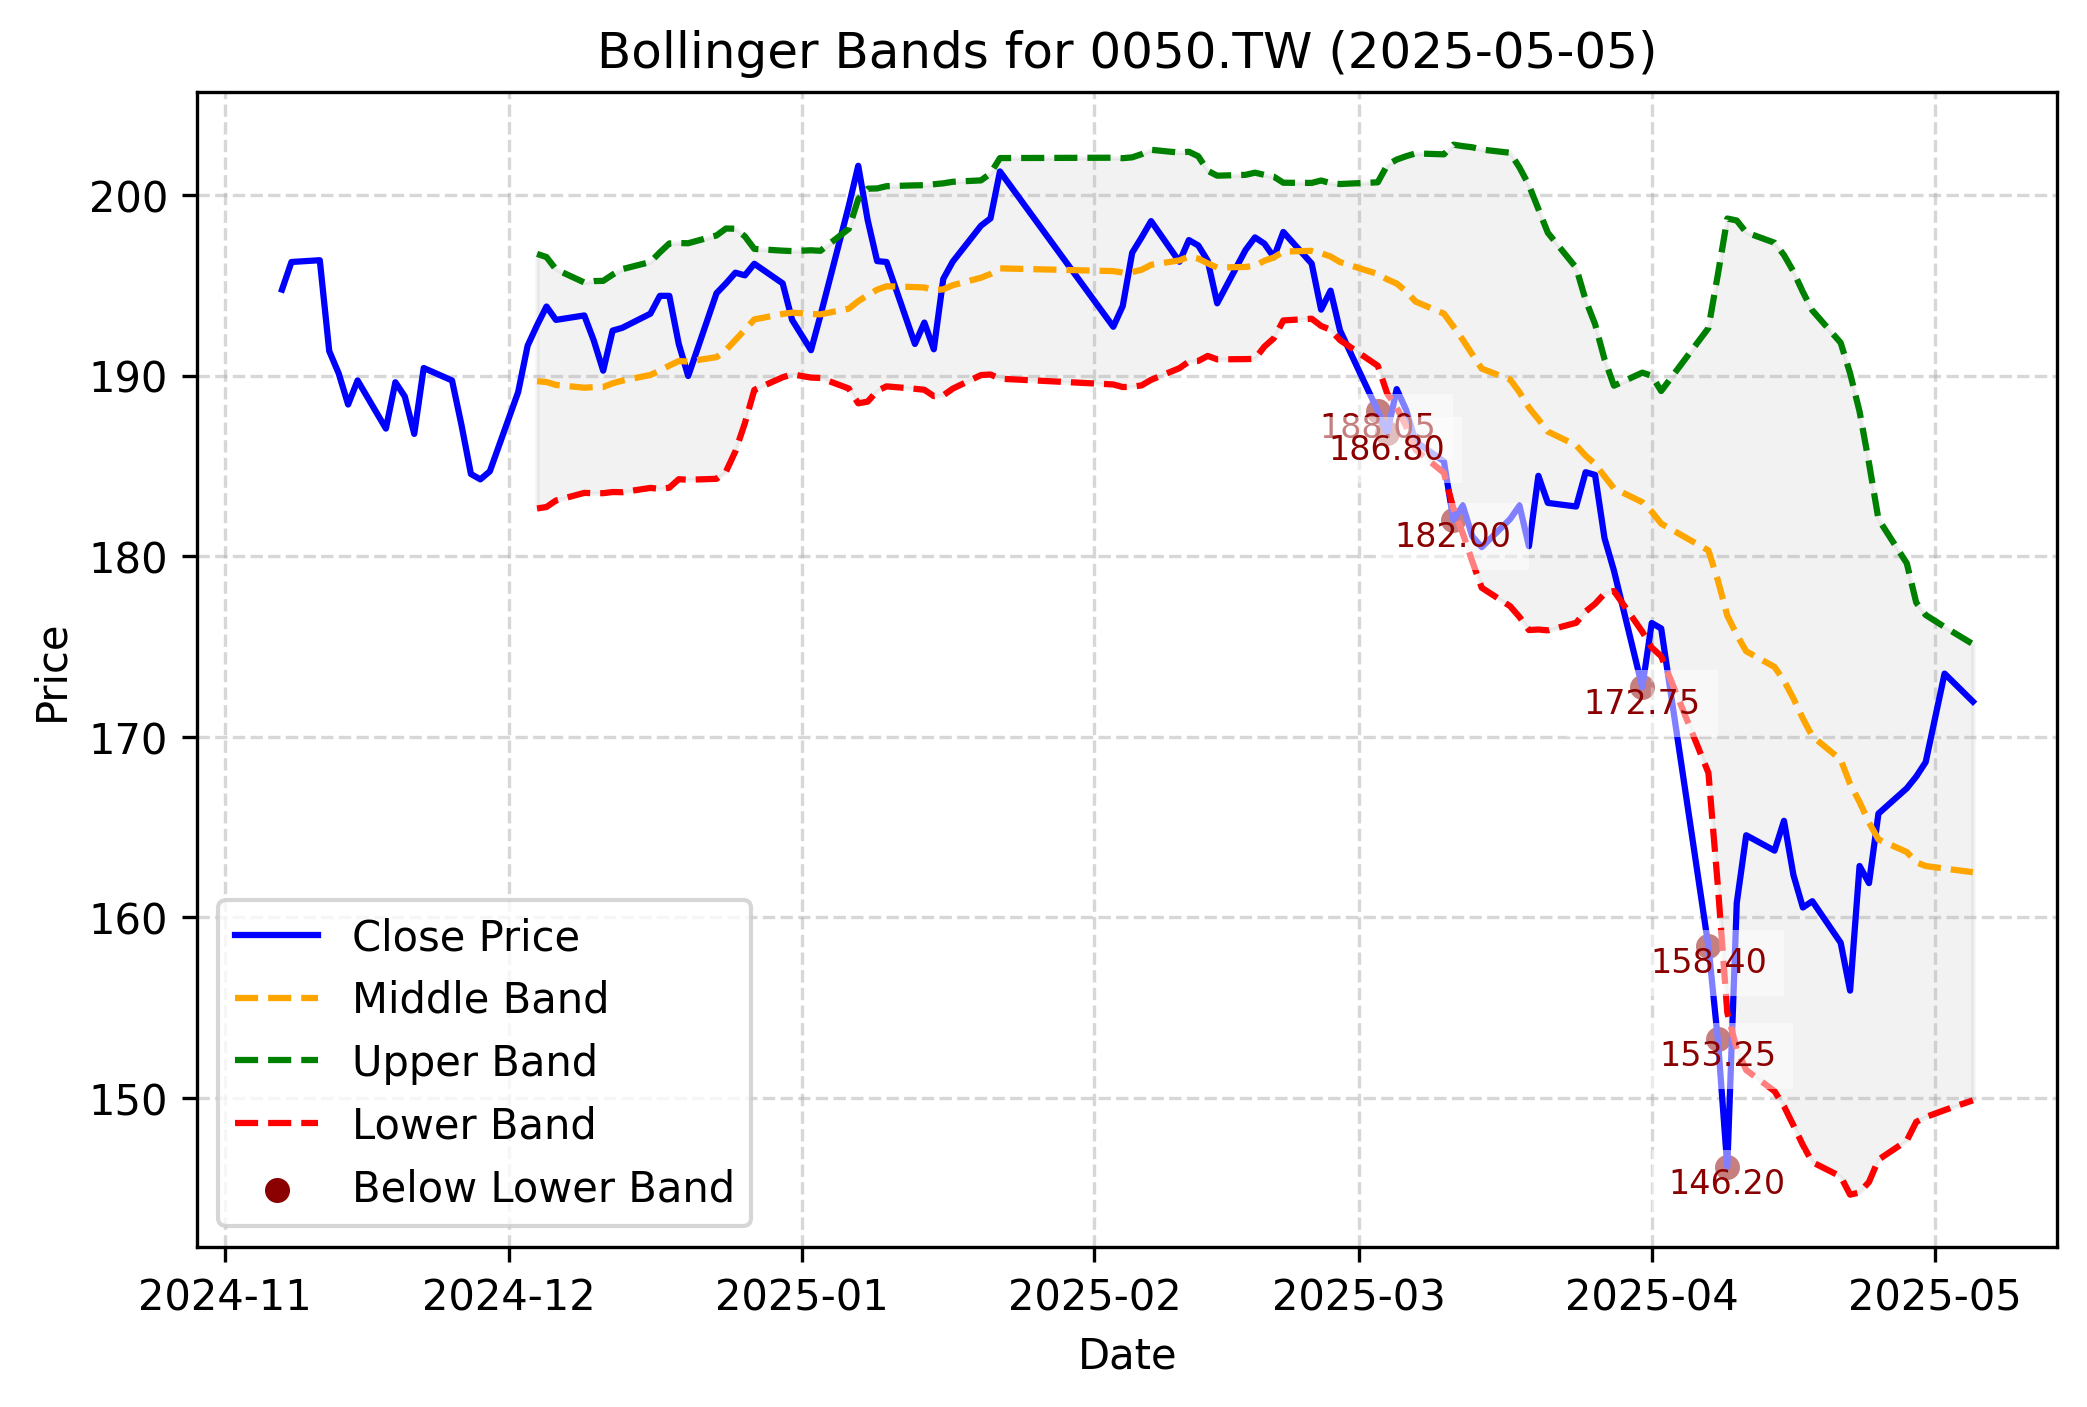 Bollinger Bands for 0050.TW (2025-05-05)
Price
200
190
180
170
160
150
188.05
186.80
182.00
172.75
158.40
153.25
146.20
Close Price
Middle Band
Upper Band
Lower Band
Below Lower Band
2024-11 2024-12 2025-01 2025-02 2025-03 2025-04 2025-05
Date